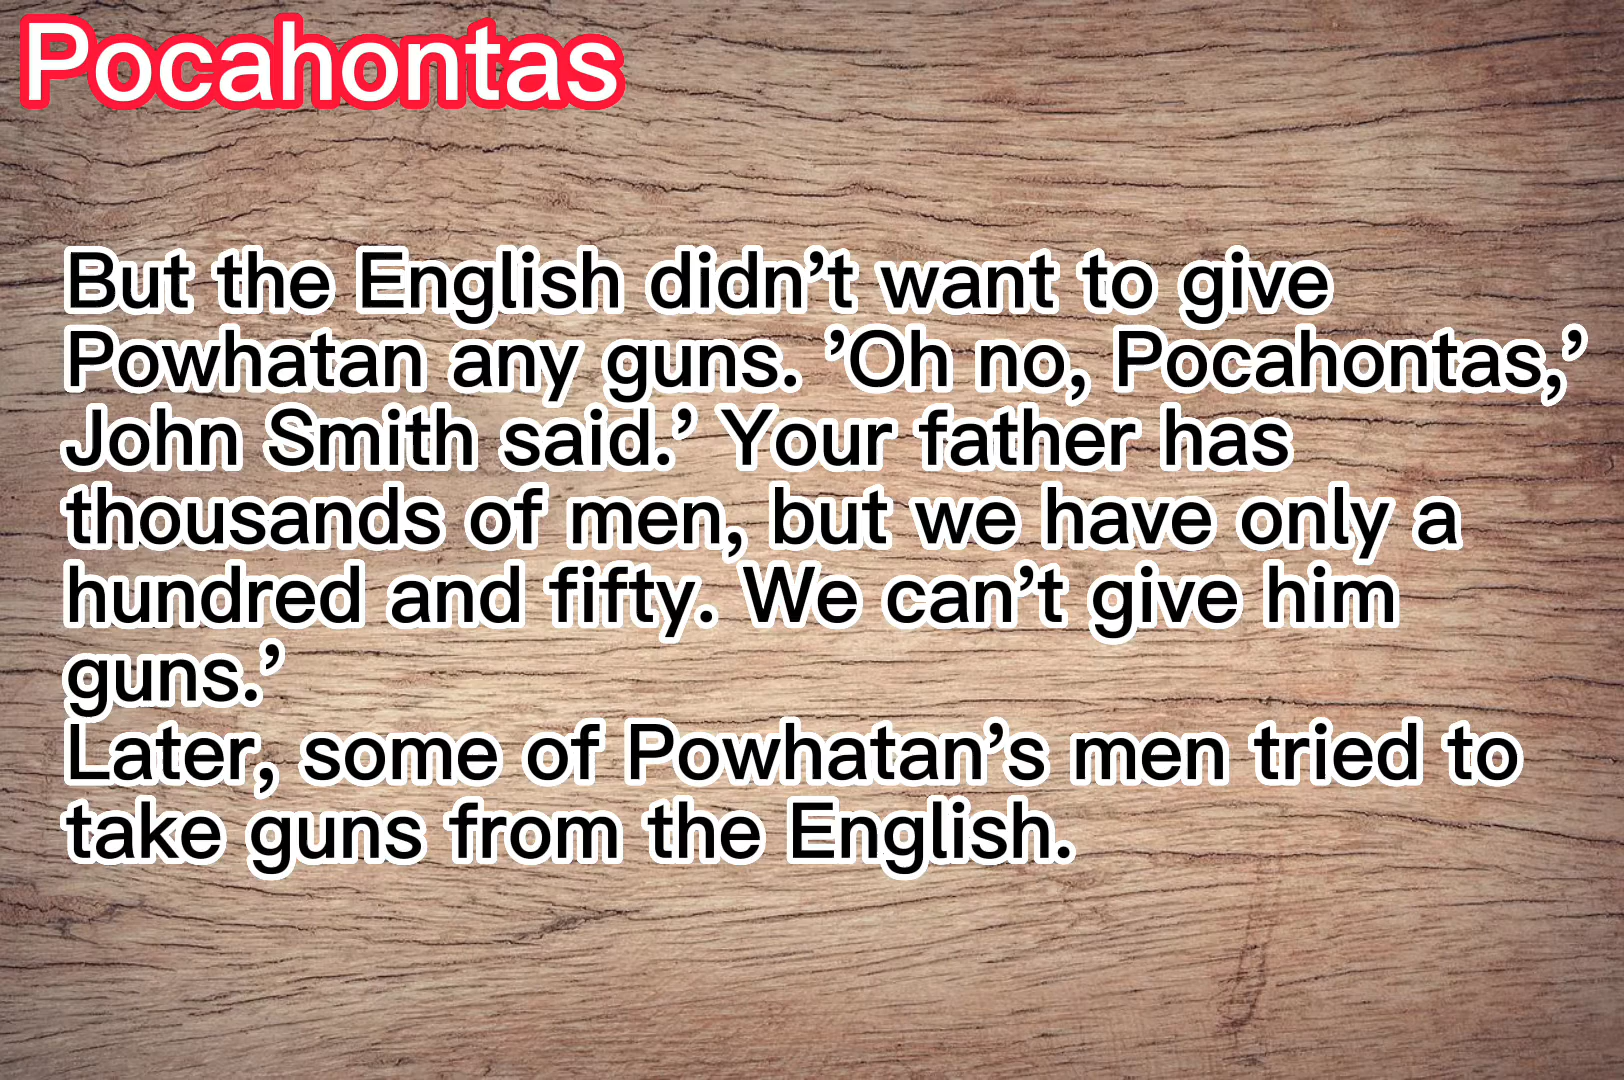 Pocahontas
But the English didn’t want to give
Powhatan any guns. ’Oh no, Pocahontas,’
John Smith said.’ Your father has
thousands of men, but we have only a
hundred and fifty. We can’t give him
guns.’
Later, some of Powhatan’s men tried to
take guns from the English.